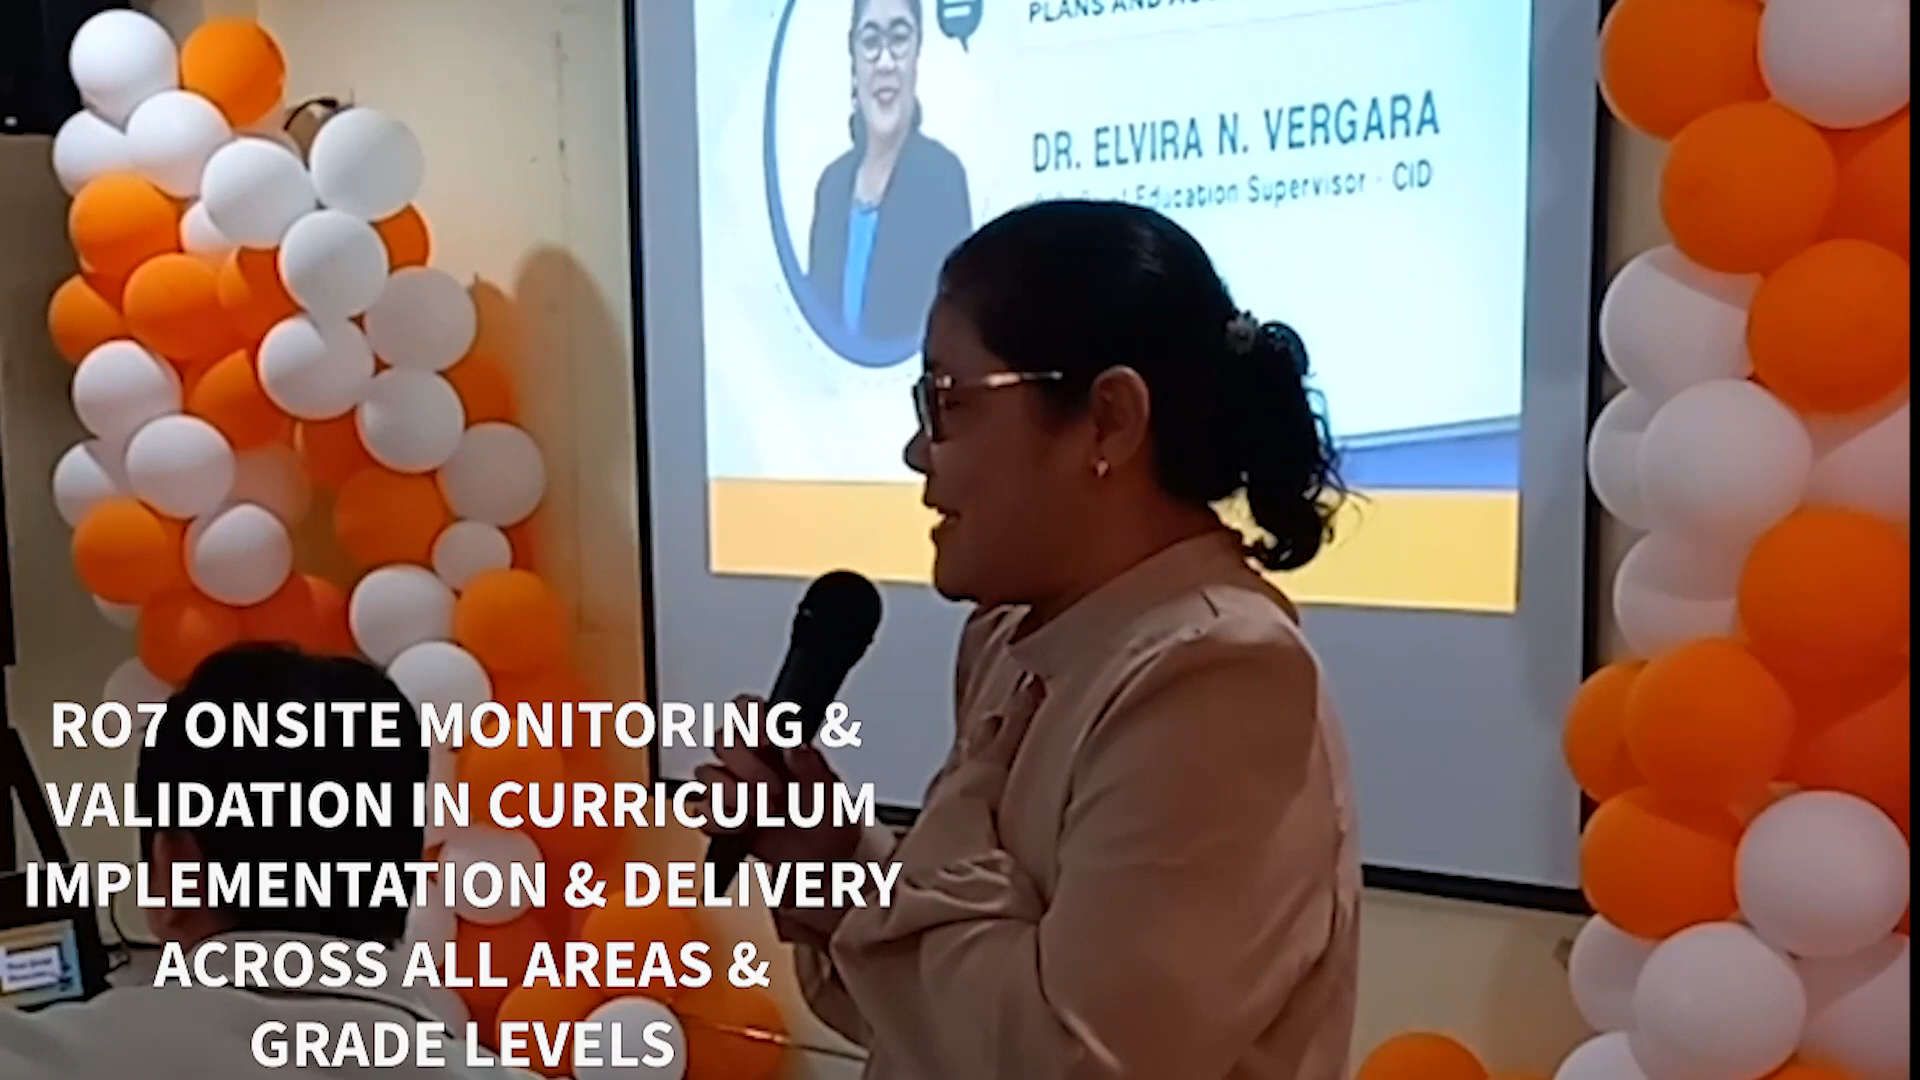 PLANS AND
DR. ELVIRA N. VERGARA
Education Supervisor - CID
RO7 ONSITE MONITORING &
VALIDATION IN CURRICULUM
IMPLEMENTATION & DELIVERY
ACROSS ALL AREAS &
GRADE LEVELS